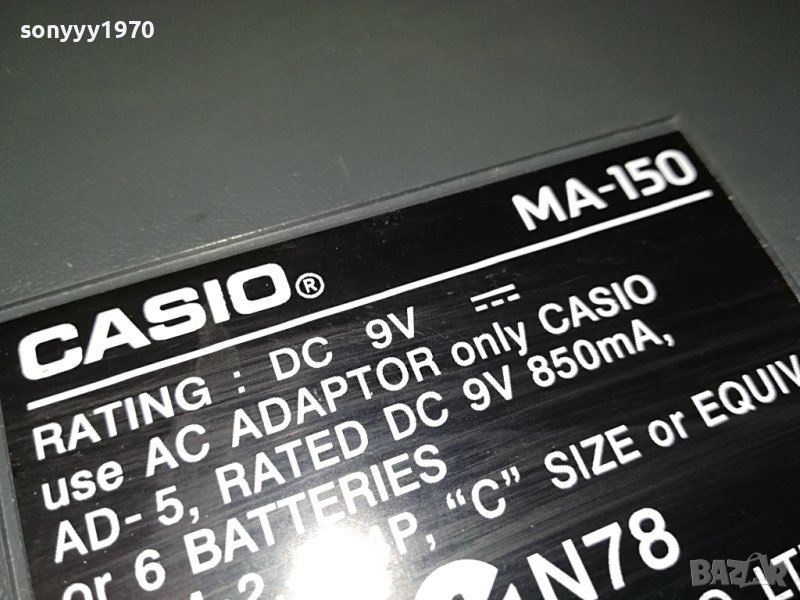 sonyyy1970
MA-150
CASIO®
RATING : DC 9V
use AC ADAPTOR only CASIO
AD-5, RATED DC 9V 850mA,
or 6 BATTERIES
"C" SIZE or EQUIV
N78
BAZAR